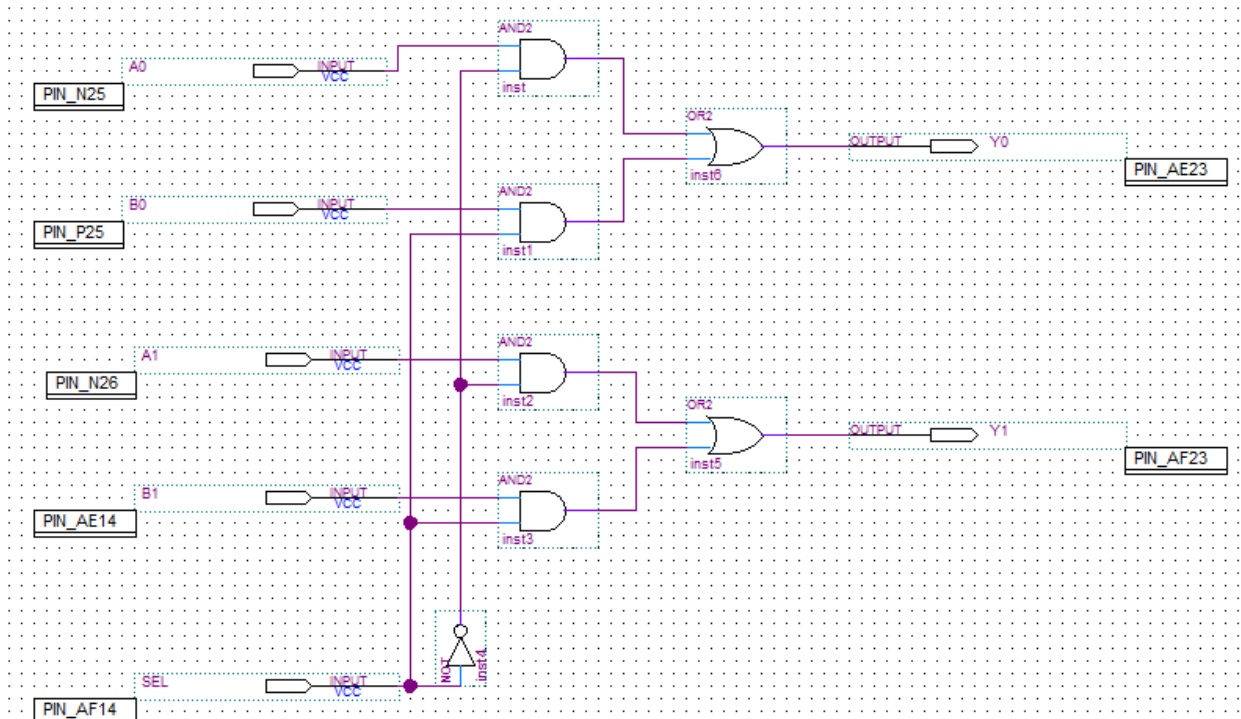 AND2
A0
INPUT
VCC
PIN_N25
inst
OR2
OUTPUT
Y0
inst6
PIN_AE23
AND2
B0
INPUT
VCC
PIN_P25
inst1
AND2
A1
INPUT
VCC
PIN_N26
inst2
OR2
OUTPUT
Y1
inst5
PIN_AF23
AND2
B1
INPUT
VCC
PIN_AE14
inst3
NOT
inst4
SEL
INPUT
VCC
PIN_AF14